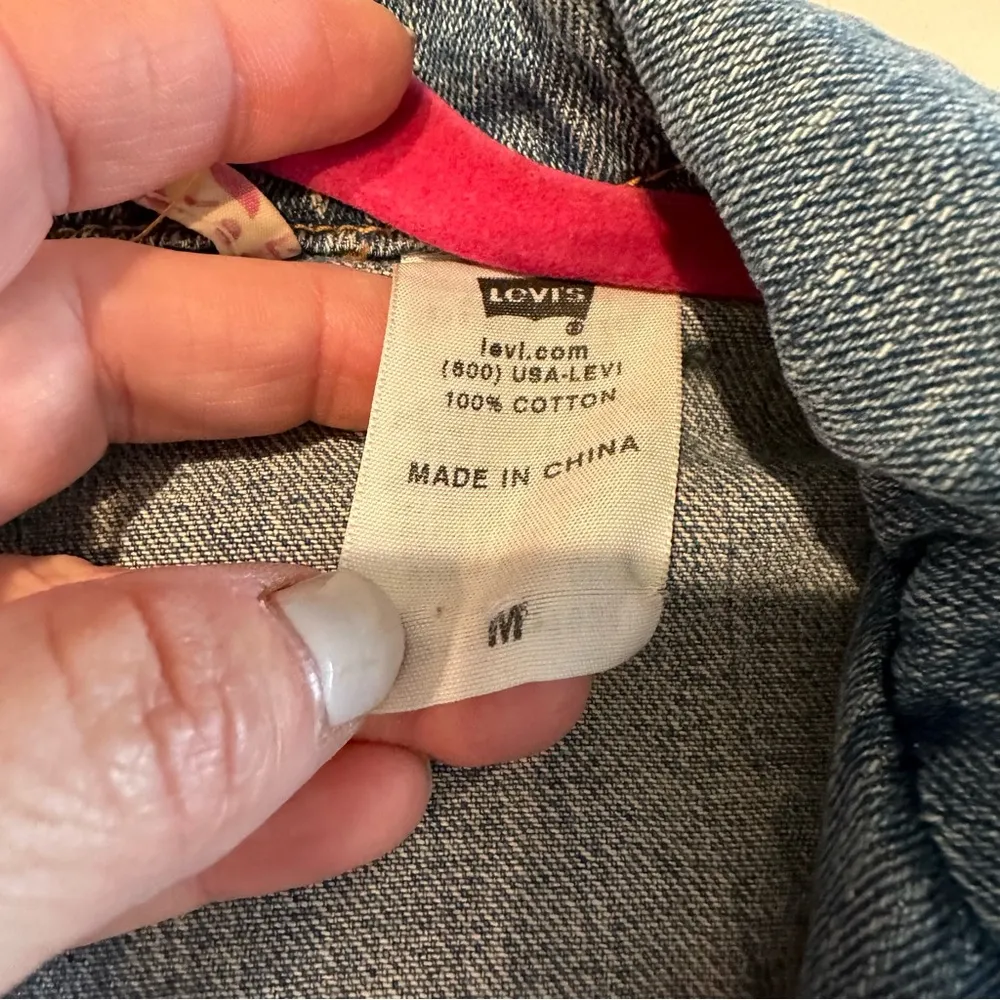 LEVI'S
®
levi.com
(800) USA-LEVI
100% COTTON
MADE IN CHINA
M